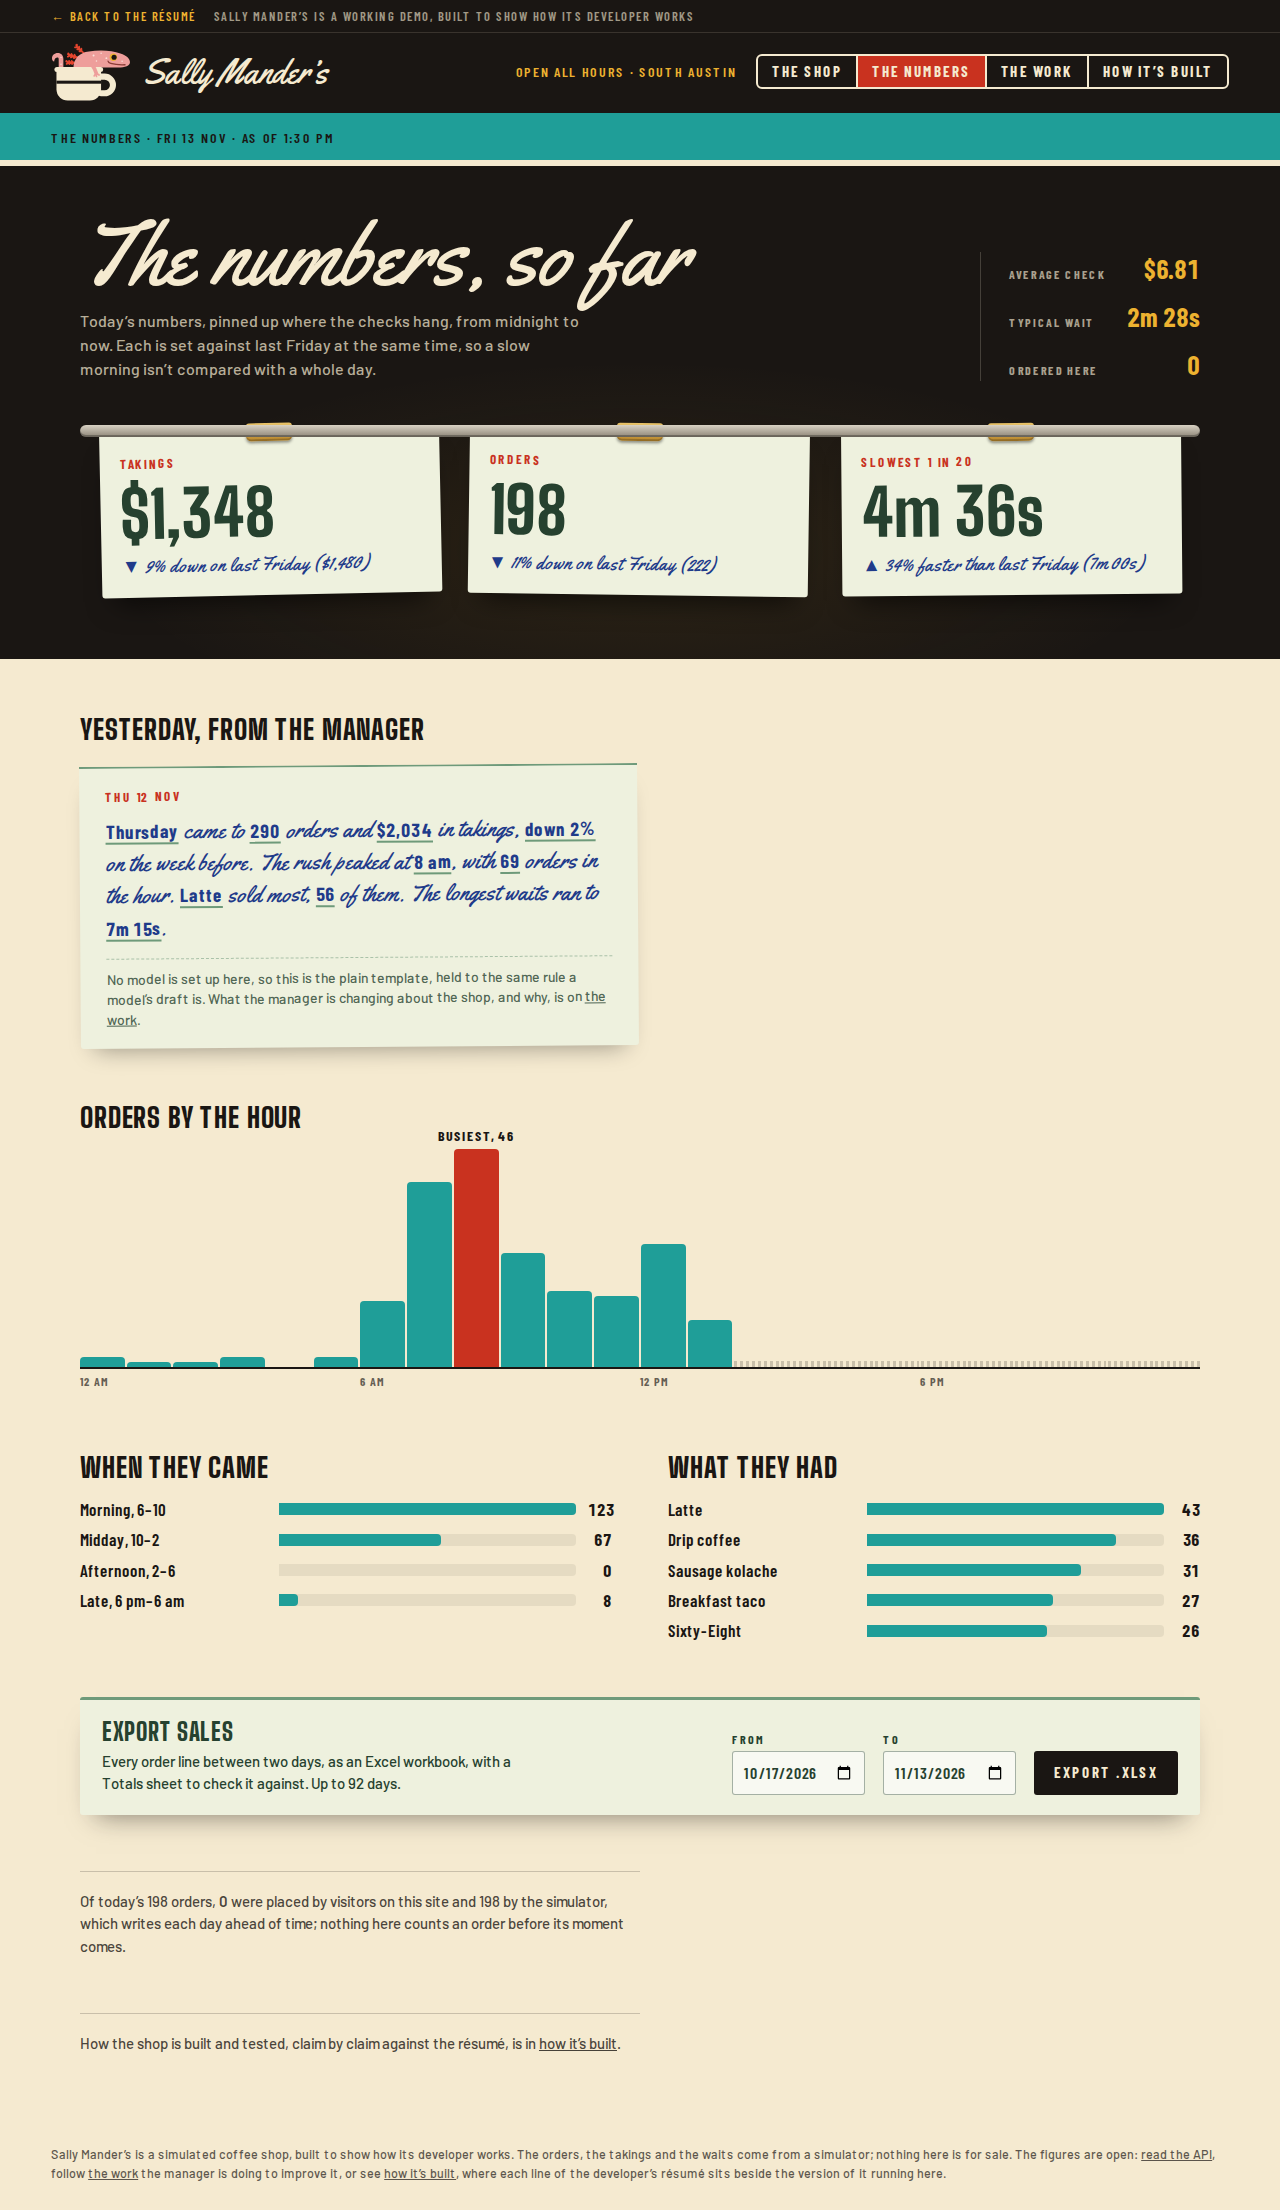 ← BACK TO THE RÉSUMÉ SALLY MANDER'S IS A WORKING DEMO, BUILT TO SHOW HOW ITS DEVELOPER WORKS
Sally Mander's
OPEN ALL HOURS · SOUTH AUSTIN
THE SHOP THE NUMBERS THE WORK HOW IT'S BUILT
THE NUMBERS · FRI 13 NOV · AS OF 1:30 PM
The numbers, so far
Today's numbers, pinned up where the checks hang, from midnight to
now. Each is set against last Friday at the same time, so a slow
morning isn't compared with a whole day.
AVERAGE CHECK $6.81
TYPICAL WAIT 2m 28s
ORDERED HERE 0
TAKINGS
$1,348
▼ 9% down on last Friday ($1,480)
ORDERS
198
▼ 11% down on last Friday (222)
SLOWEST 1 IN 20
4m 36s
▲ 34% faster than last Friday (7m 00s)
YESTERDAY, FROM THE MANAGER
THU 12 NOV
Thursday came to 290 orders and $2,034 in takings, down 2%
on the week before. The rush peaked at 8 am, with 69 orders in
the hour. Latte sold most, 56 of them. The longest waits ran to
7m 15s.
No model is set up here, so this is the plain template, held to the same rule a
model's draft is. What the manager is changing about the shop, and why, is on the
work.
ORDERS BY THE HOUR
BUSIEST, 46
12 AM 6 AM 12 PM 6 PM
WHEN THEY CAME
Morning, 6–10 123
Midday, 10–2 67
Afternoon, 2–6 0
Late, 6 pm–6 am 8
WHAT THEY HAD
Latte 43
Drip coffee 36
Sausage kolache 31
Breakfast taco 27
Sixty-Eight 26
EXPORT SALES
Every order line between two days, as an Excel workbook, with a
Totals sheet to check it against. Up to 92 days.
FROM TO
10/17/2026 11/13/2026 EXPORT .XLSX
Of today's 198 orders, 0 were placed by visitors on this site and 198 by the simulator,
which writes each day ahead of time; nothing here counts an order before its moment
comes.
How the shop is built and tested, claim by claim against the résumé, is in how it's built.
Sally Mander's is a simulated coffee shop, built to show how its developer works. The orders, the takings and the waits come from a simulator; nothing here is for sale. The figures are open: read the API,
follow the work the manager is doing to improve it, or see how it's built, where each line of the developer's résumé sits beside the version of it running here.